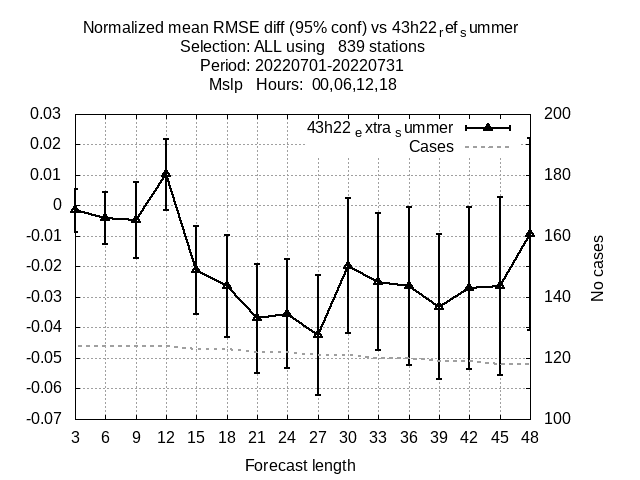 Normalized mean RMSE diff (95% conf) vs 43h22ref summer
Selection: ALL using 839 stations
Period: 20220701-20220731
Mslp Hours: 00,06,12,18
43h22extrasummer
Cases
0.03
0.02
0.01
0
-0.01
-0.02
-0.03
-0.04
-0.05
-0.06
-0.07
200
180
160
140
120
100
No cases
3 6 9 12 15 18 21 24 27 30 33 36 39 42 45 48
Forecast length